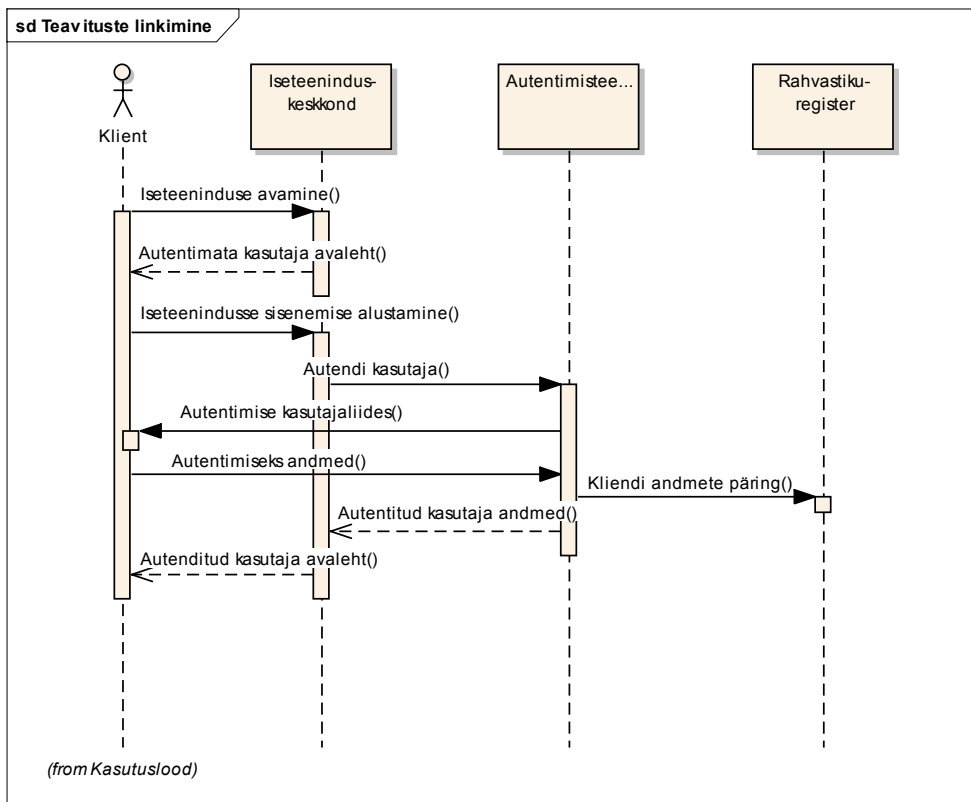 sd Teavituste linkimine
Klient
Iseteenindus-
keskkond
Autentimistee...
Rahvastiku-
register
Iseteeninduse avamine()
Autentimata kasutaja avaleht()
Iseteenindusse sisenemise alustamine()
Autendi kasutaja()
Autentimise kasutajaliides()
Autentimiseks andmed()
Kliendi andmete päring()
Autentitud kasutaja andmed()
Autenditud kasutaja avaleht()
(from Kasutuslood)